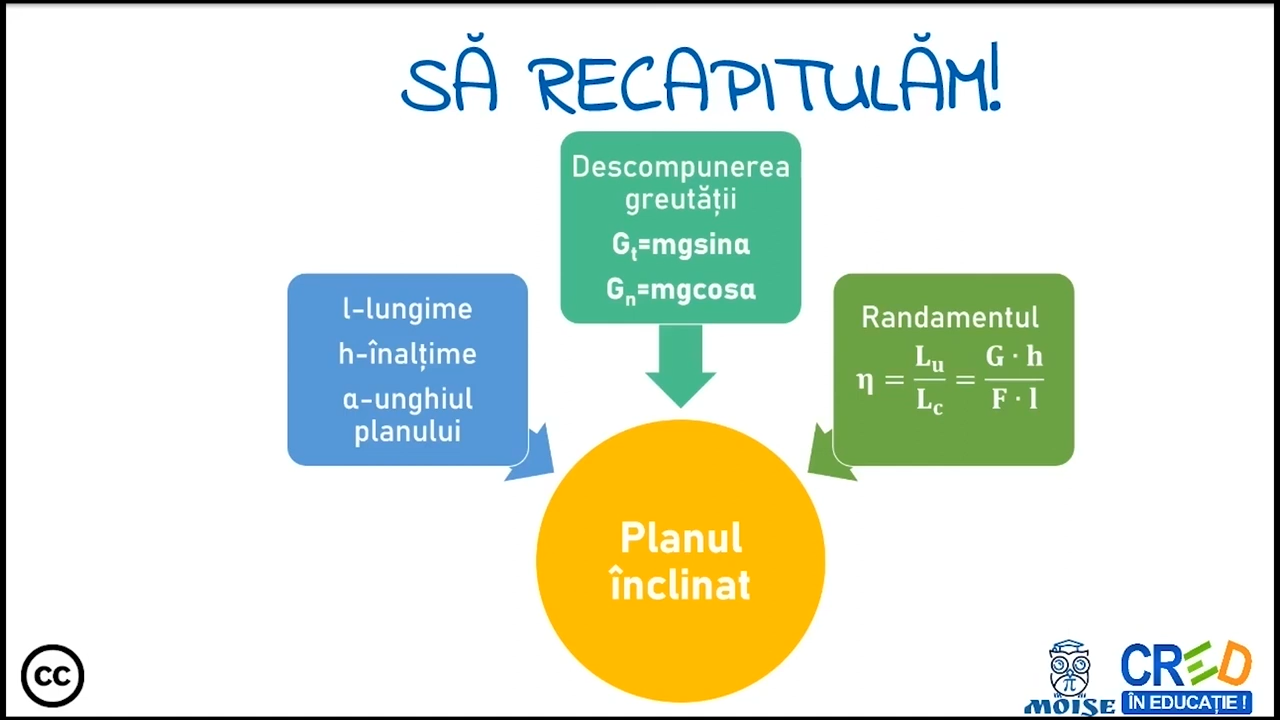 SĂ RECAPITULĂM!
Descompunerea
greutății
Gt=mgsinα
Gn=mgcosα
l-lungime
h-înalțime
α-unghiul
planului
Randamentul
η = Lu/Lc = G · h/F · l
Planul
înclinat
cc
π
MOISE
CRED
ÎN EDUCAȚIE !